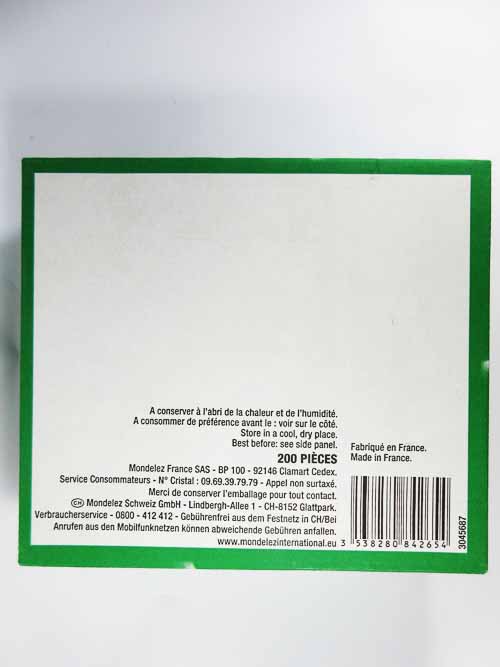 A conserver à l'abri de la chaleur et de l'humidité.
A consommer de préférence avant le : voir sur le côté.
Store in a cool, dry place.
Best before: see side panel.
200 PIÈCES
Mondelez France SAS - BP 100 - 92146 Clamart Cedex.
Service Consommateurs - N° Cristal : 09.69.39.79.79 - Appel non surtaxé.
Merci de conserver l'emballage pour tout contact.
CH Mondelez Schweiz GmbH - Lindbergh-Allee 1 - CH-8152 Glattpark.
Verbraucherservice - 0800 - 412 412 - Gebührenfrei aus dem Festnetz in CH/Bei
Anrufen aus den Mobilfunknetzen können abweichende Gebühren anfallen.
www.mondelezinternational.eu
Fabriqué en France.
Made in France.
3 538280 842654
3045687